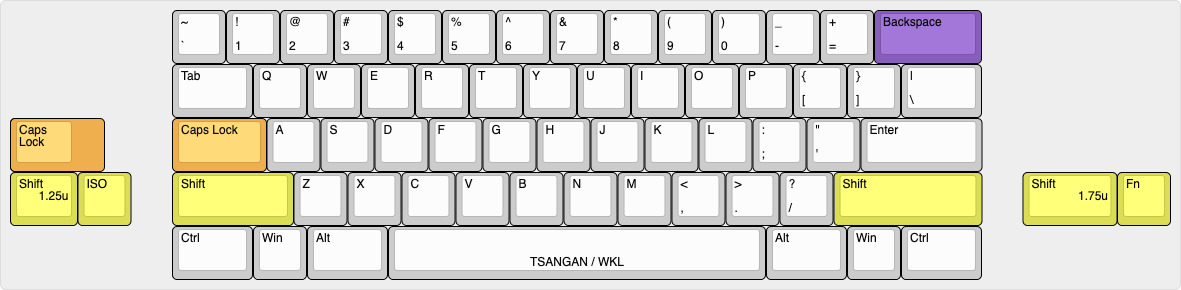 ~ ! @ # $ % ^ & * ( ) _ + Backspace
` 1 2 3 4 5 6 7 8 9 0 - =
Tab Q W E R T Y U I O P { } |
[ ] \
Caps Lock
Caps Lock A S D F G H J K L : " Enter
; '
Shift 1.25u ISO
Shift Z X C V B N M < > ? Shift
, . /
Shift 1.75u Fn
Ctrl Win Alt Alt Win Ctrl
TSANGAN / WKL